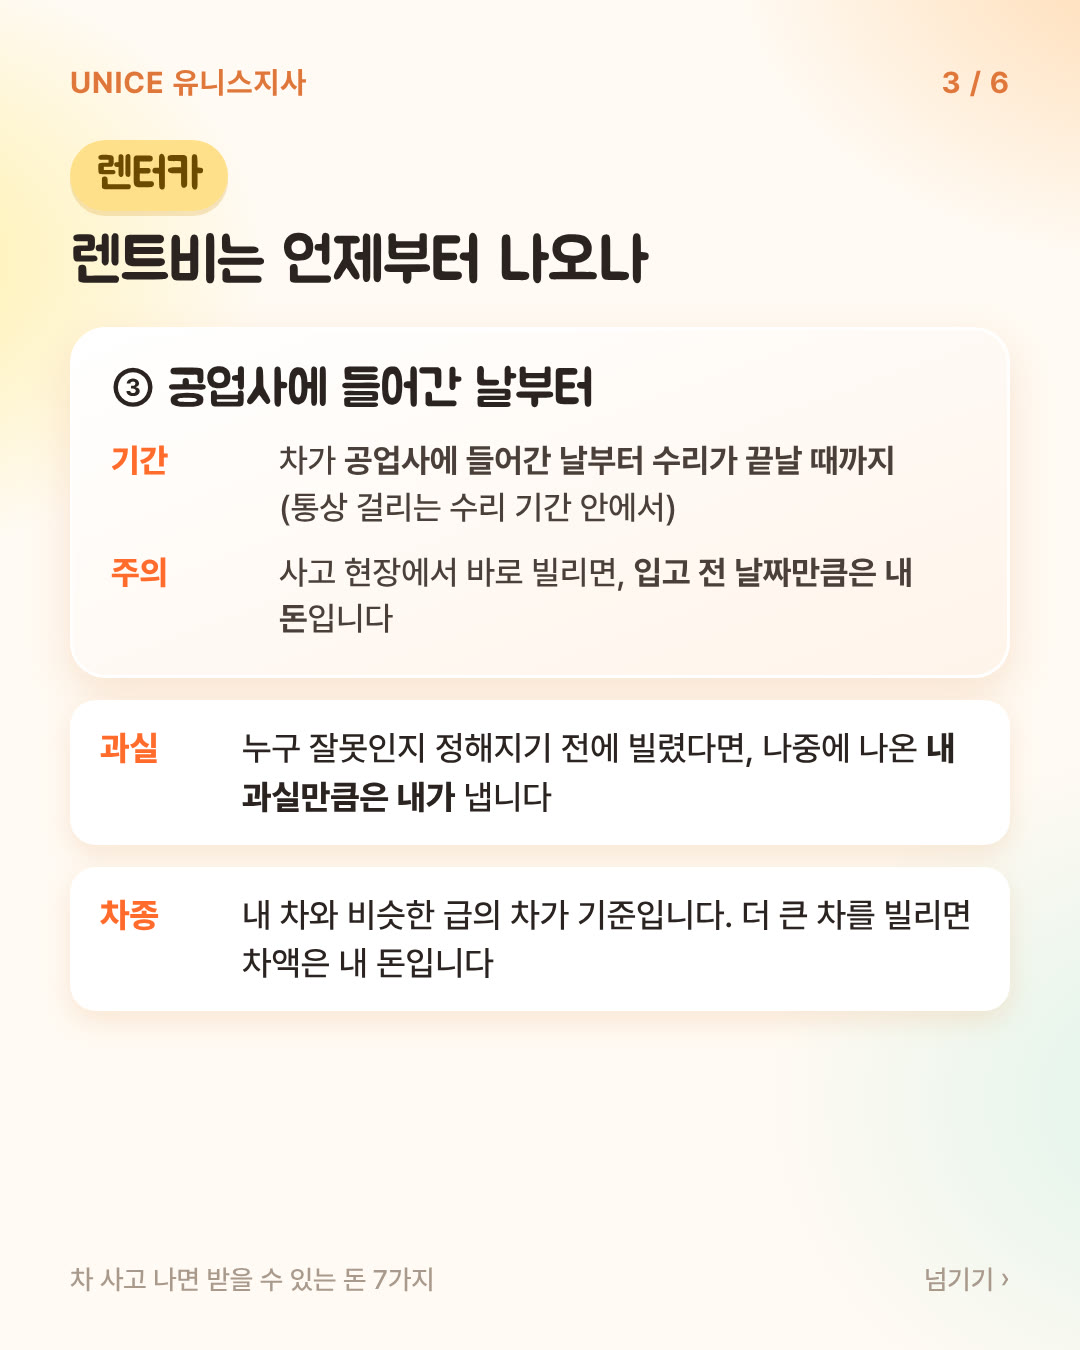 UNICE 유니스지사
3 / 6
렌터카
렌트비는 언제부터 나오나
③ 공업사에 들어간 날부터
기간
차가 공업사에 들어간 날부터 수리가 끝날 때까지
(통상 걸리는 수리 기간 안에서)
주의
사고 현장에서 바로 빌리면, 입고 전 날짜만큼은 내
돈입니다
과실
누구 잘못인지 정해지기 전에 빌렸다면, 나중에 나온 내
과실만큼은 내가 냅니다
차종
내 차와 비슷한 급의 차가 기준입니다. 더 큰 차를 빌리면
차액은 내 돈입니다
차 사고 나면 받을 수 있는 돈 7가지
넘기기 ›